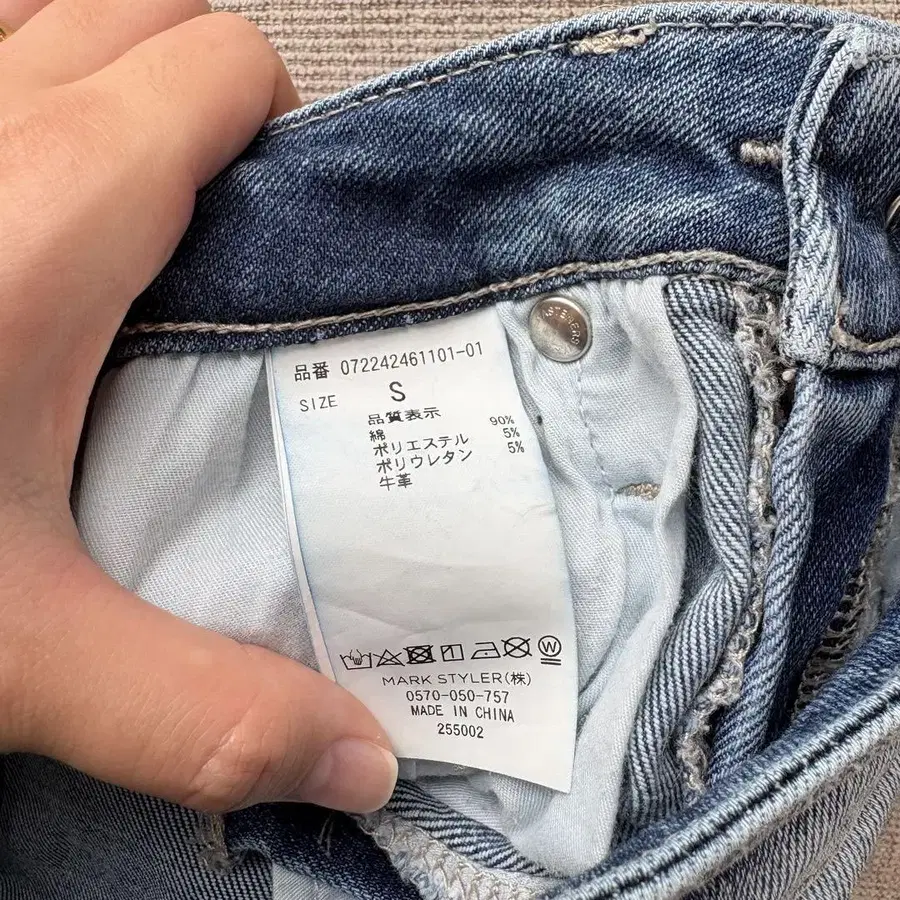 品番 072242461101-01
SIZE S
品質表示
綿 90%
ポリエステル 5%
ポリウレタン 5%
牛革
W
MARK STYLER(株)
0570-050-757
MADE IN CHINA
255002